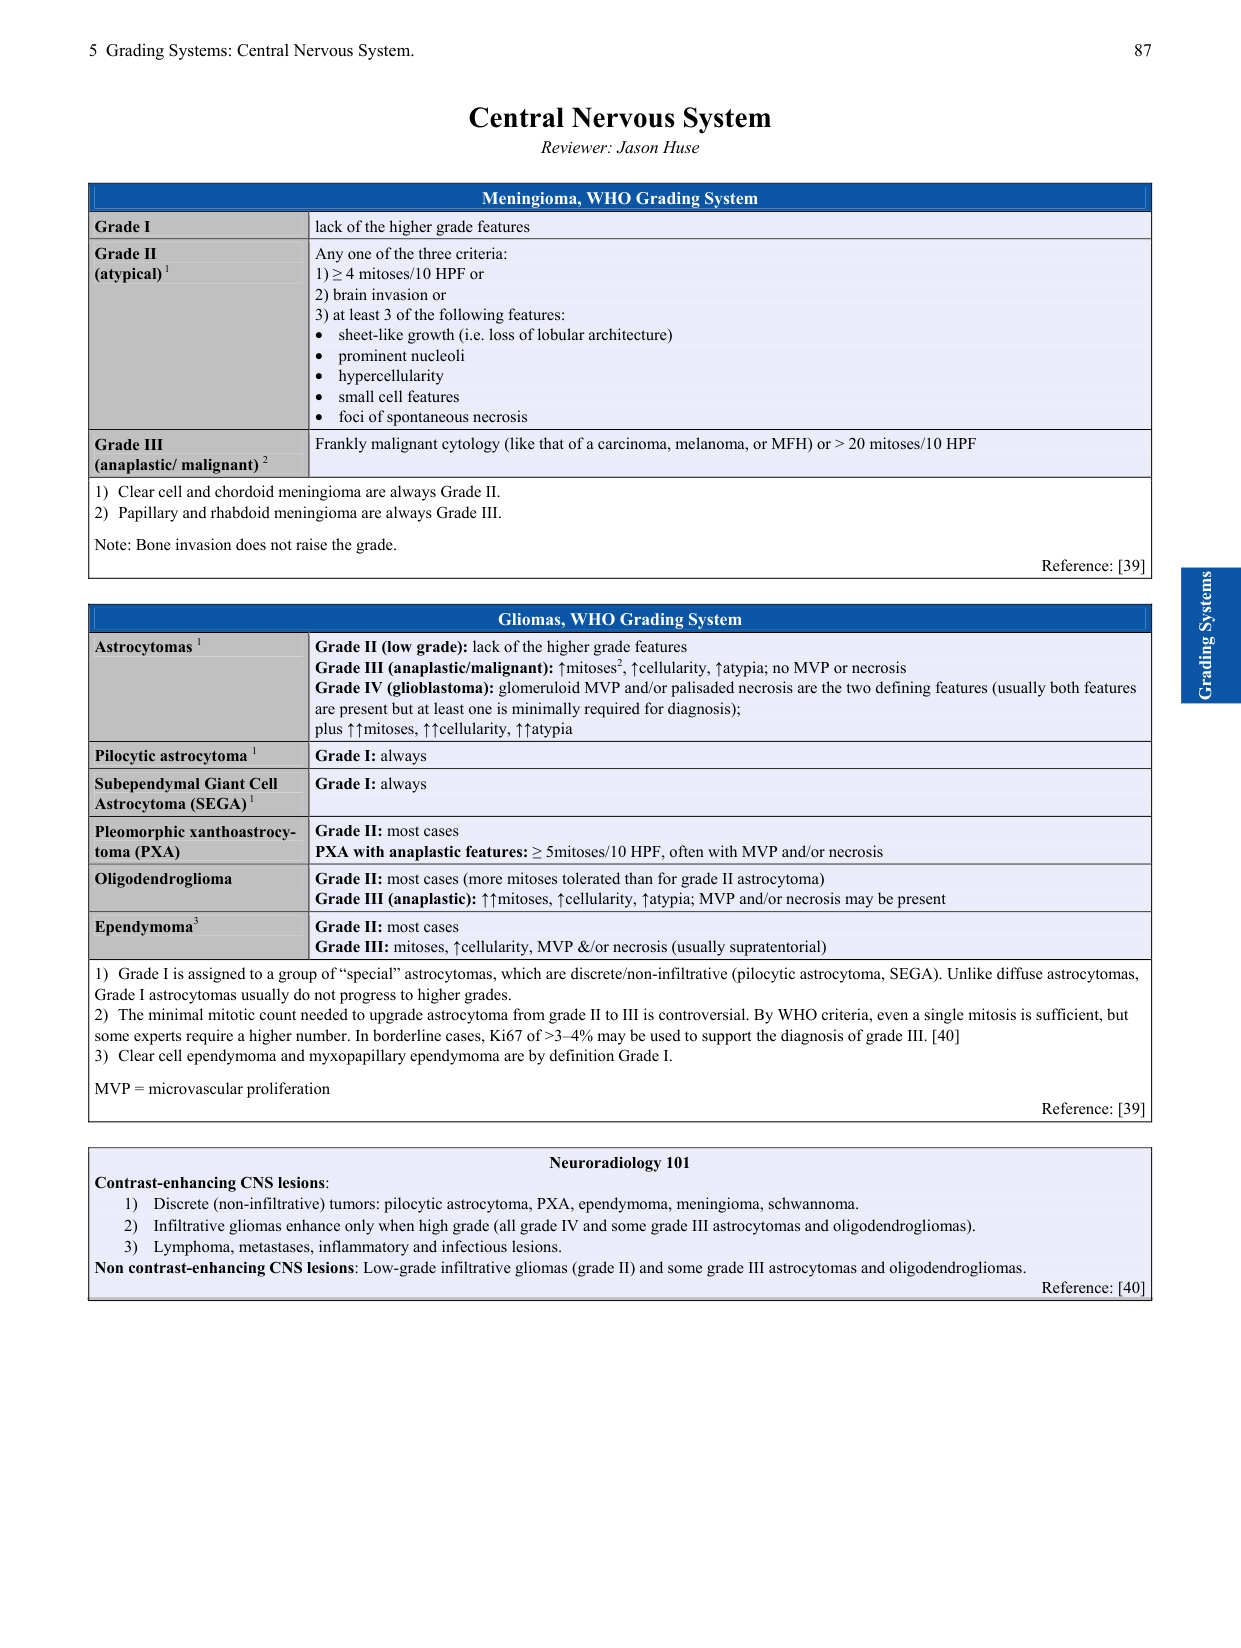 5  Grading Systems: Central Nervous System.
87
Central Nervous System
Reviewer: Jason Huse
Meningioma, WHO Grading System
Grade I
lack of the higher grade features
Grade II
(atypical) 1
Any one of the three criteria:
1) ≥ 4 mitoses/10 HPF or
2) brain invasion or
3) at least 3 of the following features:
• sheet-like growth (i.e. loss of lobular architecture)
• prominent nucleoli
• hypercellularity
• small cell features
• foci of spontaneous necrosis
Grade III
(anaplastic/ malignant) 2
Frankly malignant cytology (like that of a carcinoma, melanoma, or MFH) or > 20 mitoses/10 HPF
1) Clear cell and chordoid meningioma are always Grade II.
2) Papillary and rhabdoid meningioma are always Grade III.
Note: Bone invasion does not raise the grade.
Reference: [39]
Grading Systems
Gliomas, WHO Grading System
Astrocytomas 1
Grade II (low grade): lack of the higher grade features
Grade III (anaplastic/malignant): ↑mitoses2, ↑cellularity, ↑atypia; no MVP or necrosis
Grade IV (glioblastoma): glomeruloid MVP and/or palisaded necrosis are the two defining features (usually both features
are present but at least one is minimally required for diagnosis);
plus ↑↑mitoses, ↑↑cellularity, ↑↑atypia
Pilocytic astrocytoma 1
Grade I: always
Subependymal Giant Cell
Astrocytoma (SEGA) 1
Grade I: always
Pleomorphic xanthoastrocy-
toma (PXA)
Grade II: most cases
PXA with anaplastic features: ≥ 5mitoses/10 HPF, often with MVP and/or necrosis
Oligodendroglioma
Grade II: most cases (more mitoses tolerated than for grade II astrocytoma)
Grade III (anaplastic): ↑↑mitoses, ↑cellularity, ↑atypia; MVP and/or necrosis may be present
Ependymoma3
Grade II: most cases
Grade III: mitoses, ↑cellularity, MVP &/or necrosis (usually supratentorial)
1) Grade I is assigned to a group of “special” astrocytomas, which are discrete/non-infiltrative (pilocytic astrocytoma, SEGA). Unlike diffuse astrocytomas,
Grade I astrocytomas usually do not progress to higher grades.
2) The minimal mitotic count needed to upgrade astrocytoma from grade II to III is controversial. By WHO criteria, even a single mitosis is sufficient, but
some experts require a higher number. In borderline cases, Ki67 of >3–4% may be used to support the diagnosis of grade III. [40]
3) Clear cell ependymoma and myxopapillary ependymoma are by definition Grade I.
MVP = microvascular proliferation
Reference: [39]
Neuroradiology 101
Contrast-enhancing CNS lesions:
1) Discrete (non-infiltrative) tumors: pilocytic astrocytoma, PXA, ependymoma, meningioma, schwannoma.
2) Infiltrative gliomas enhance only when high grade (all grade IV and some grade III astrocytomas and oligodendrogliomas).
3) Lymphoma, metastases, inflammatory and infectious lesions.
Non contrast-enhancing CNS lesions: Low-grade infiltrative gliomas (grade II) and some grade III astrocytomas and oligodendrogliomas.
Reference: [40]